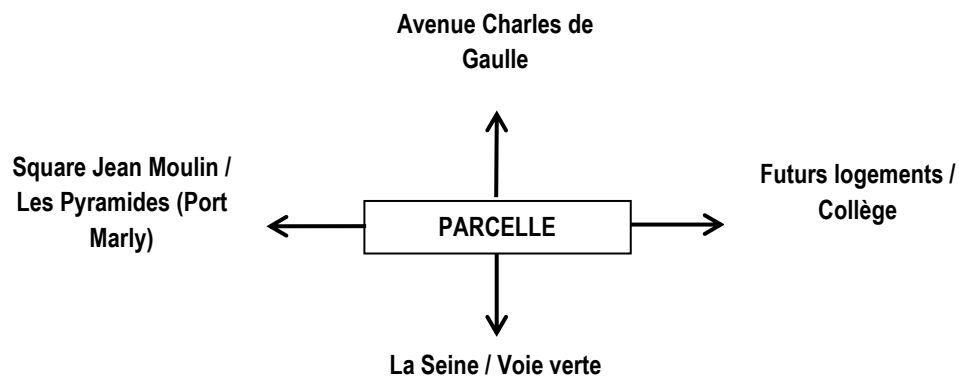 Avenue Charles de
Gaulle
Square Jean Moulin /
Les Pyramides (Port
Marly)
PARCELLE
Futurs logements /
Collège
La Seine / Voie verte